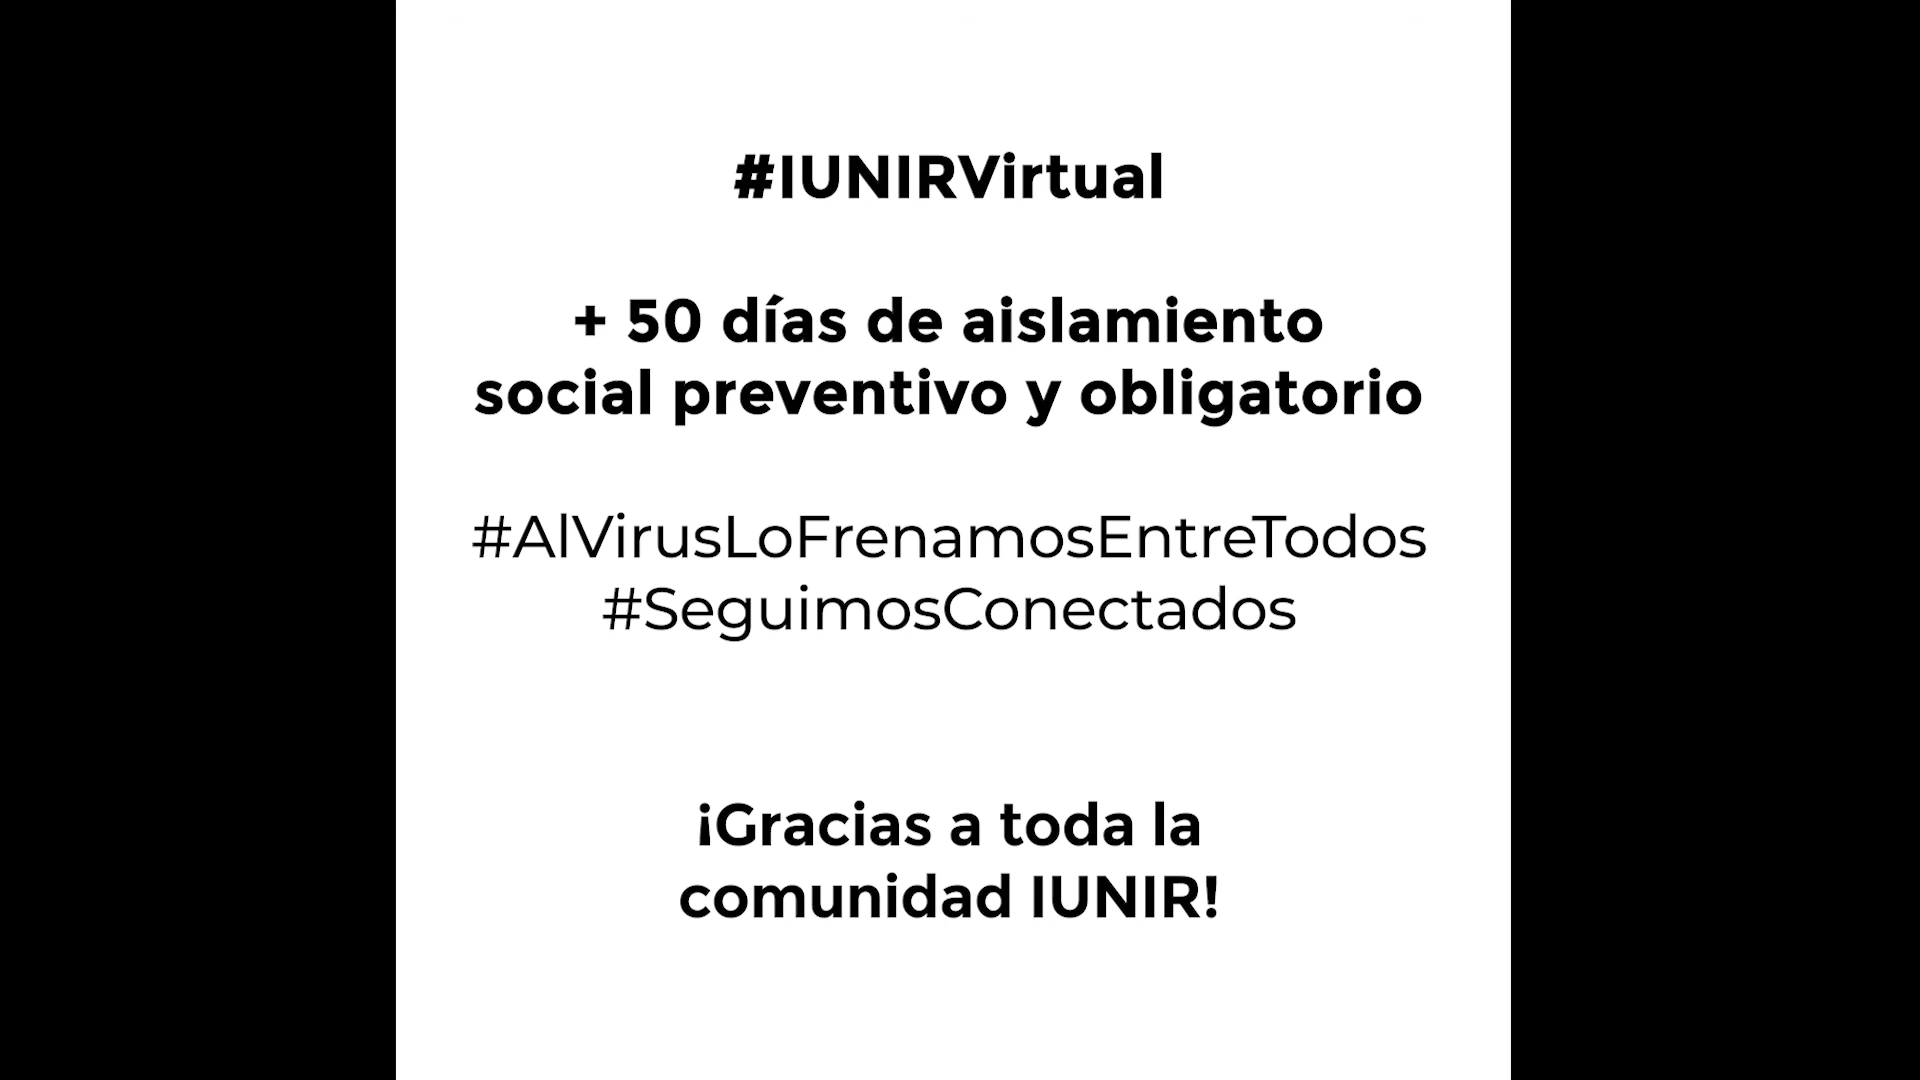 #IUNIRVirtual
+ 50 días de aislamiento
social preventivo y obligatorio
#AlVirusLoFrenamosEntreTodos
#SeguimosConectados
¡Gracias a toda la
comunidad IUNIR!